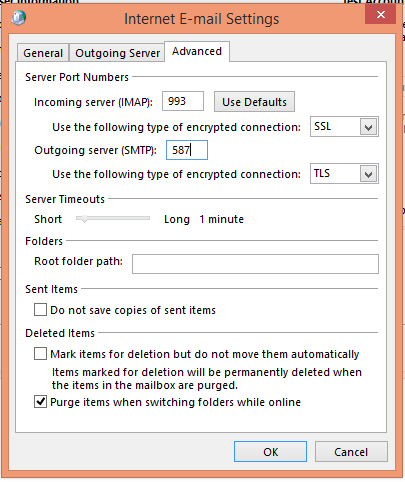 Internet E-mail Settings
General Outgoing Server Advanced
Server Port Numbers
Incoming server (IMAP): 993 Use Defaults
Use the following type of encrypted connection: SSL
Outgoing server (SMTP): 587
Use the following type of encrypted connection: TLS
Server Timeouts
Short Long 1 minute
Folders
Root folder path:
Sent Items
Do not save copies of sent items
Deleted Items
Mark items for deletion but do not move them automatically
Items marked for deletion will be permanently deleted when
the items in the mailbox are purged.
Purge items when switching folders while online
OK Cancel